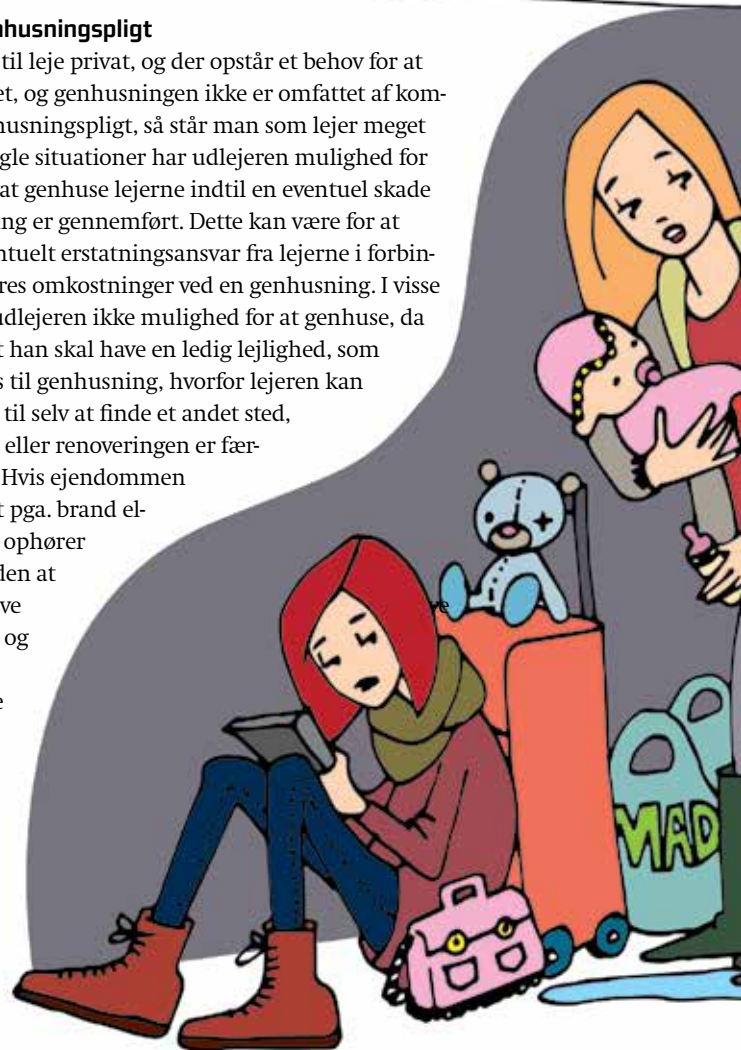 nhusningspligt
til leje privat, og der opstår et behov for at
et, og genhusningen ikke er omfattet af kom-
husningspligt, så står man som lejer meget
gle situationer har udlejeren mulighed for
at genhuse lejerne indtil en eventuel skade
ng er gennemført. Dette kan være for at
ntuelt erstatningsansvar fra lejerne i forbin-
res omkostninger ved en genhusning. I visse
udlejeren ikke mulighed for at genhuse, da
t han skal have en ledig lejlighed, som
s til genhusning, hvorfor lejeren kan
til selv at finde et andet sted,
eller renoveringen er fær-
Hvis ejendommen
t pga. brand el-
ophører
den at
ve
ve
og
e
MAD